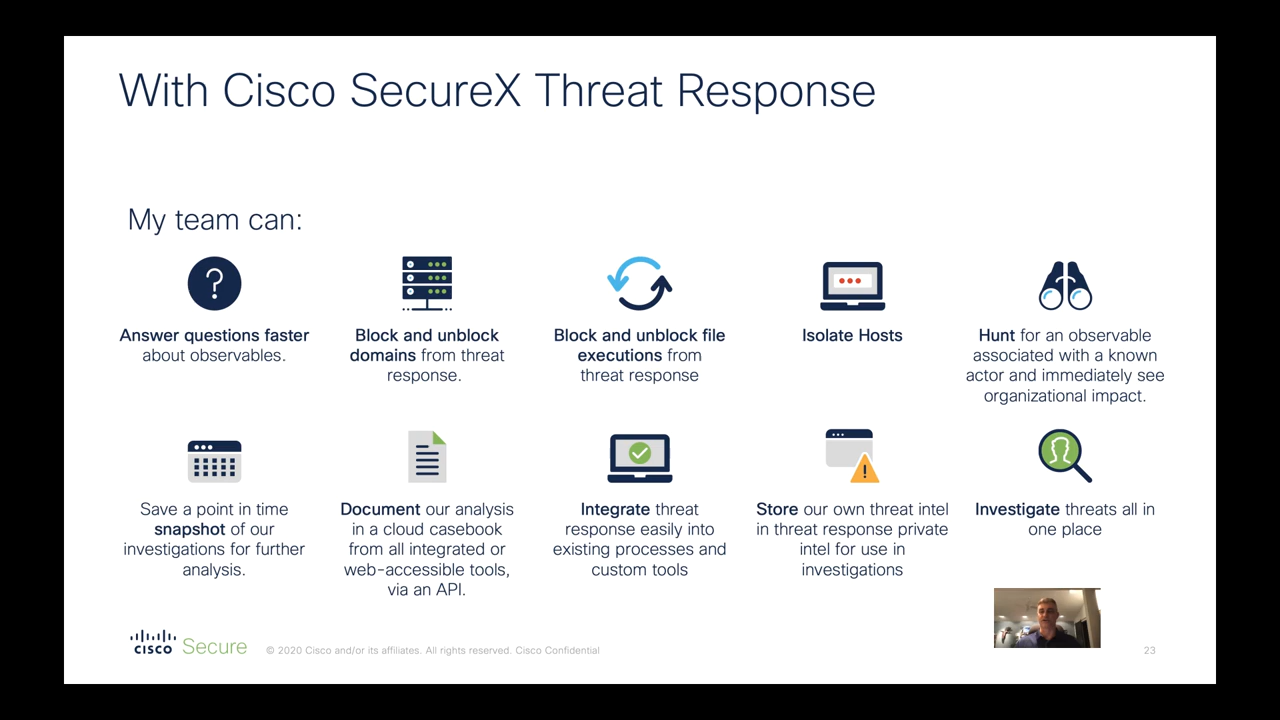 With Cisco SecureX Threat Response
My team can:
Answer questions faster
about observables.
Block and unblock
domains from threat
response.
Block and unblock file
executions from
threat response
Isolate Hosts
Hunt for an observable
associated with a known
actor and immediately see
organizational impact.
Save a point in time
snapshot of our
investigations for further
analysis.
Document our analysis
in a cloud casebook
from all integrated or
web-accessible tools,
via an API.
Integrate threat
response easily into
existing processes and
custom tools
Store our own threat intel
in threat response private
intel for use in
investigations
Investigate threats all in
one place
cisco Secure
© 2020 Cisco and/or its affiliates. All rights reserved. Cisco Confidential
23